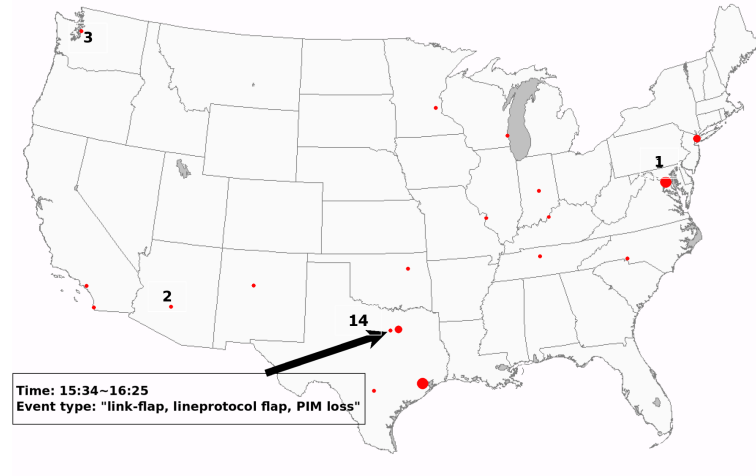 3
1
2
14
Time: 15:34~16:25
Event type: "link-flap, lineprotocol flap, PIM loss"